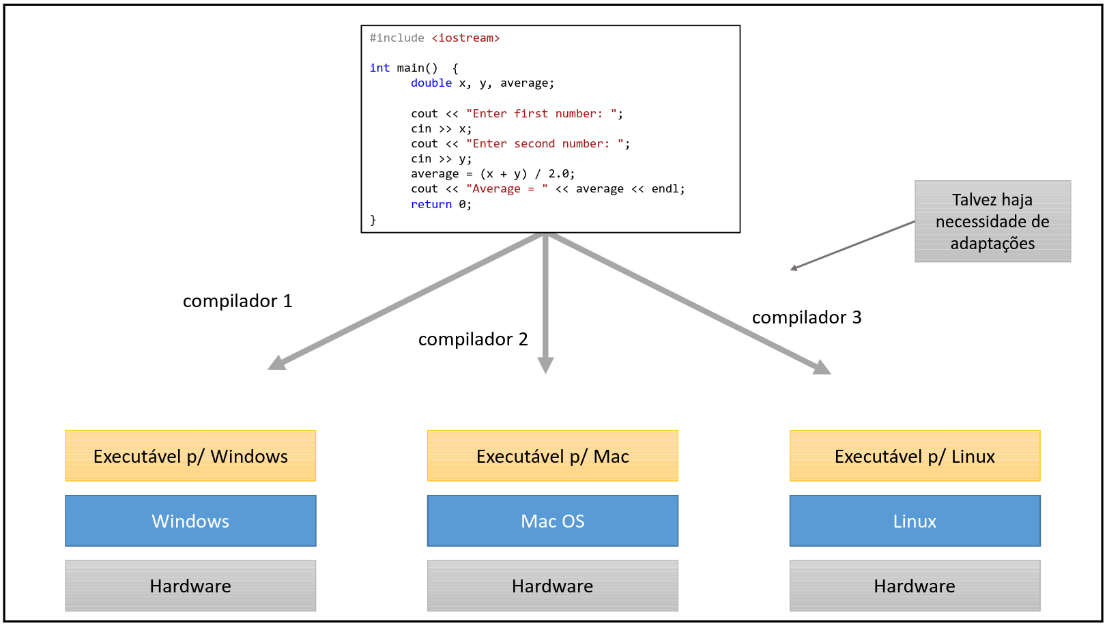 #include <iostream>
int main()  {
double x, y, average;
cout << "Enter first number: ";
cin >> x;
cout << "Enter second number: ";
cin >> y;
average = (x + y) / 2.0;
cout << "Average = " << average << endl;
return 0;
}
Talvez haja
necessidade de
adaptações
compilador 1
compilador 2
compilador 3
Executável p/ Windows
Executável p/ Mac
Executável p/ Linux
Windows
Mac OS
Linux
Hardware
Hardware
Hardware